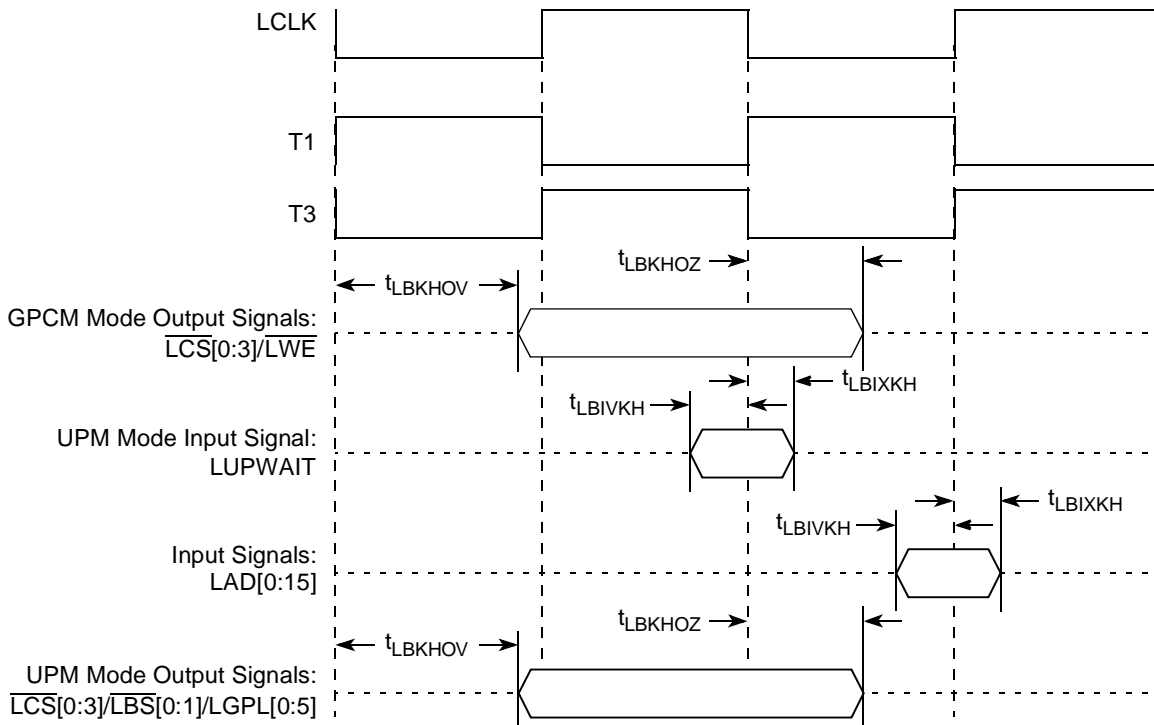 LCLK
T1
T3
tLBKHOZ
tLBKHOV
GPCM Mode Output Signals:
LCS[0:3]/LWE
tLBIXKH
tLBIVKH
UPM Mode Input Signal:
LUPWAIT
tLBIXKH
tLBIVKH
Input Signals:
LAD[0:15]
tLBKHOZ
tLBKHOV
UPM Mode Output Signals:
LCS[0:3]/LBS[0:1]/LGPL[0:5]